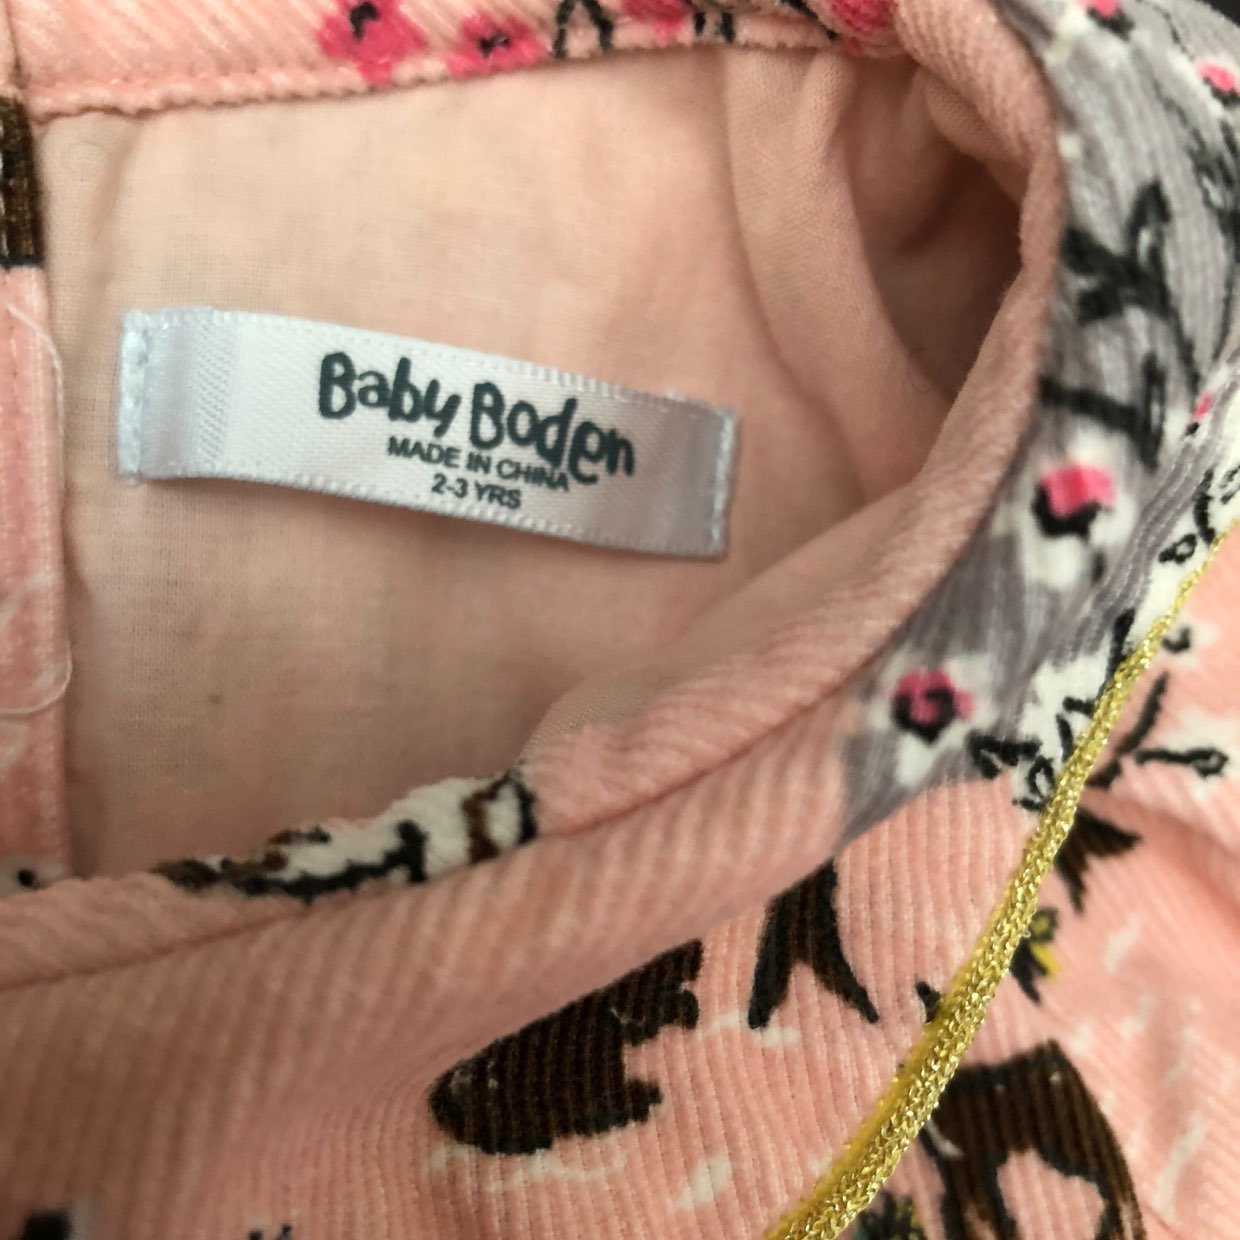 Baby Boden
MADE IN CHINA
2-3 YRS